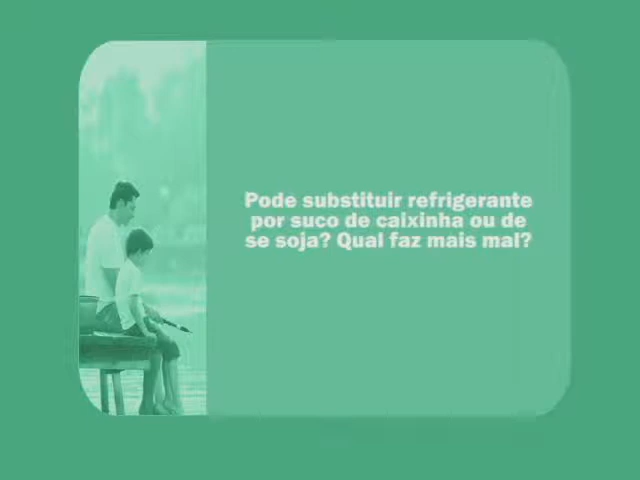 Pode substituir refrigerante
por suco de caixinha ou de
se soja? Qual faz mais mal?